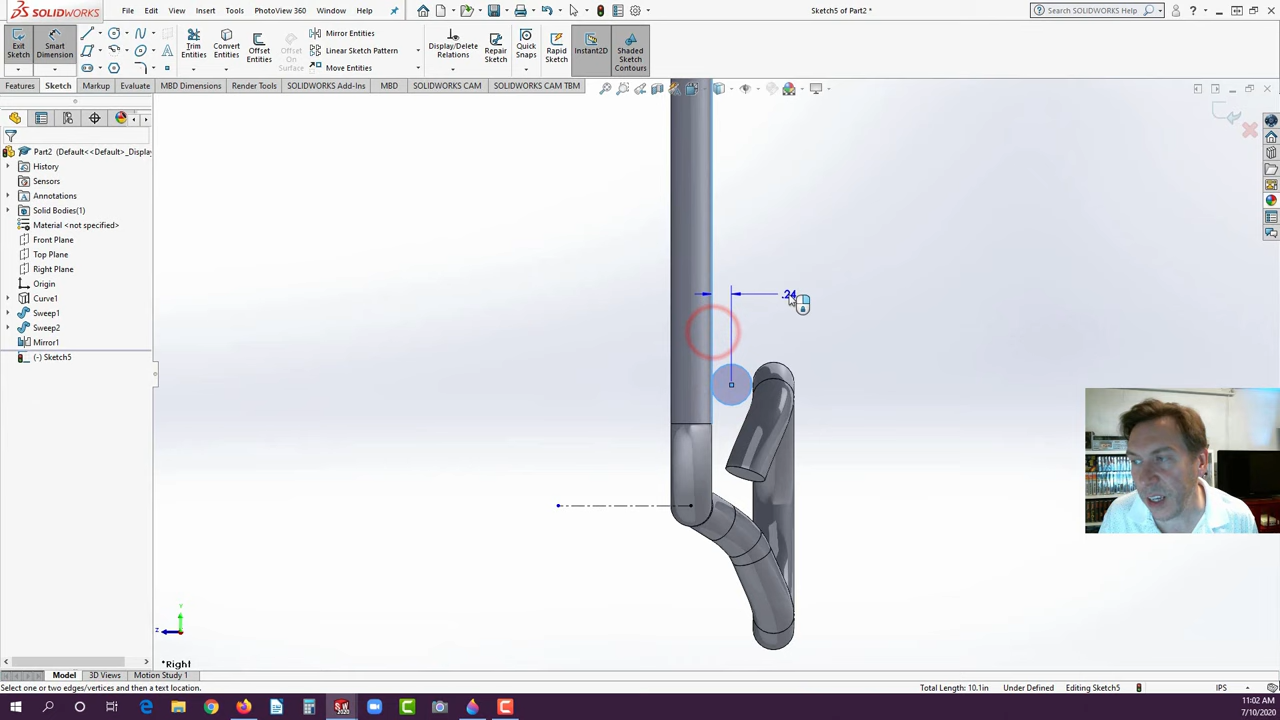 SOLIDWORKS
File Edit View Insert Tools PhotoView 360 Window Help
Sketch5 of Part2 *
Search SOLIDWORKS Help
Exit Sketch
Smart Dimension
Trim Entities
Convert Entities
Offset Entities
Offset On Surface
Mirror Entities
Linear Sketch Pattern
Move Entities
Display/Delete Relations
Repair Sketch
Quick Snaps
Rapid Sketch
Instant2D
Shaded Sketch Contours
Features Sketch Markup Evaluate MBD Dimensions Render Tools SOLIDWORKS Add-Ins MBD SOLIDWORKS CAM SOLIDWORKS CAM TBM
Part2 (Default<<Default>_Display
History
Sensors
Annotations
Solid Bodies(1)
Material <not specified>
Front Plane
Top Plane
Right Plane
Origin
Curve1
Sweep1
Sweep2
Mirror1
(-) Sketch5
.24
Y
Z
*Right
Model 3D Views Motion Study 1
Select one or two edges/vertices and then a text location.
Total Length: 10.1in Under Defined Editing Sketch5 IPS
11:02 AM
7/10/2020